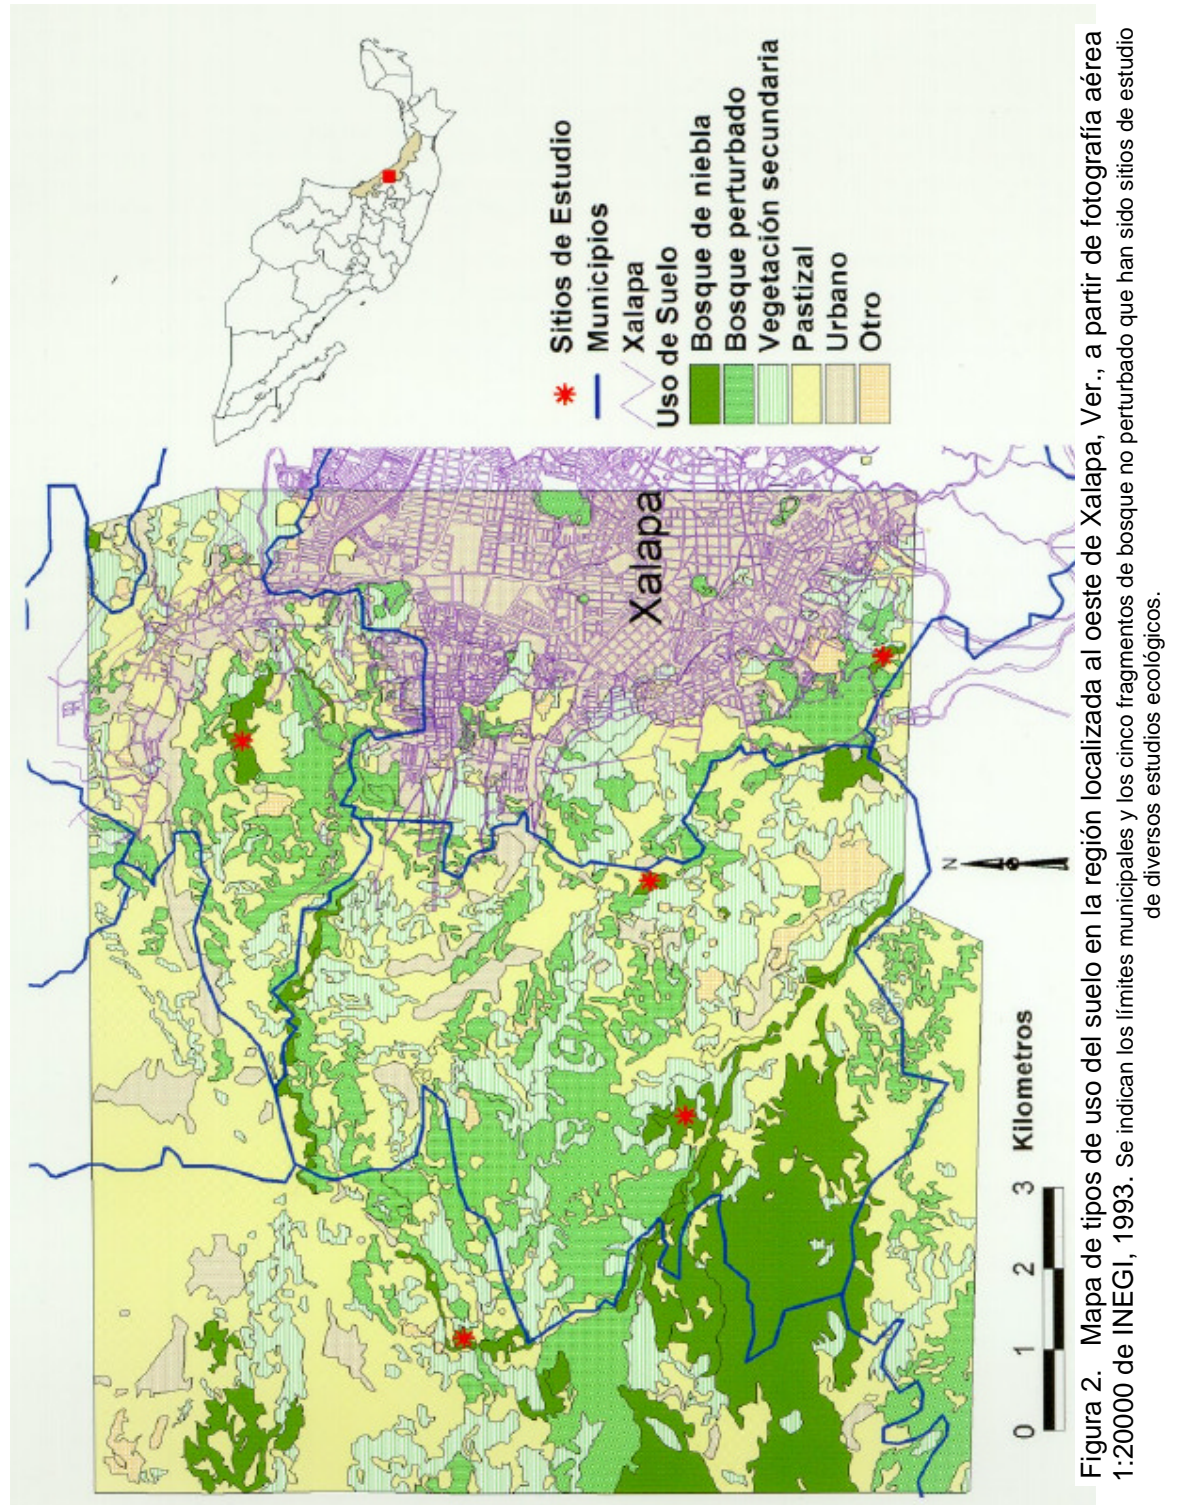 Sitios de Estudio
Municipios
Xalapa
Uso de Suelo
Bosque de niebla
Bosque perturbado
Vegetación secundaria
Pastizal
Urbano
Otro
Xalapa
N
0 1 2 3 Kilometros
Figura 2. Mapa de tipos de uso del suelo en la región localizada al oeste de Xalapa, Ver., a partir de fotografía aérea
1:20000 de INEGI, 1993. Se indican los límites municipales y los cinco fragmentos de bosque no perturbado que han sido sitios de estudio
de diversos estudios ecológicos.